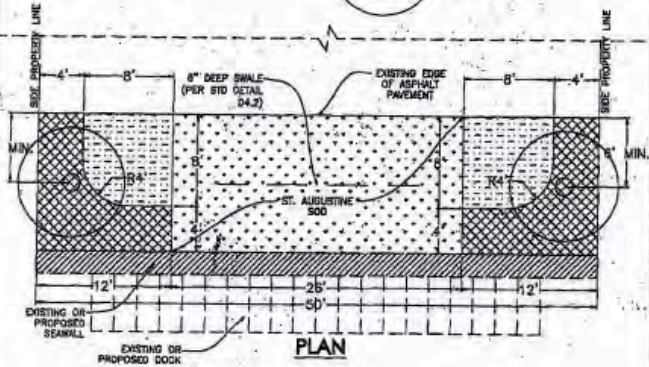 SIDE PROPERTY LINE
SIDE PROPERTY LINE
4'
8'
6" DEEP SWALE
(PER STD DETAIL
D4.2)
EXISTING EDGE
OF ASPHALT
PAVEMENT
8'
4'
MIN.
8'
6'
6'
MIN.
R4'
R4'
ST. AUGUSTINE
SOD
4'
4'
12'
26'
12'
50'
EXISTING OR
PROPOSED
SEAWALL
EXISTING OR
PROPOSED DOCK
PLAN